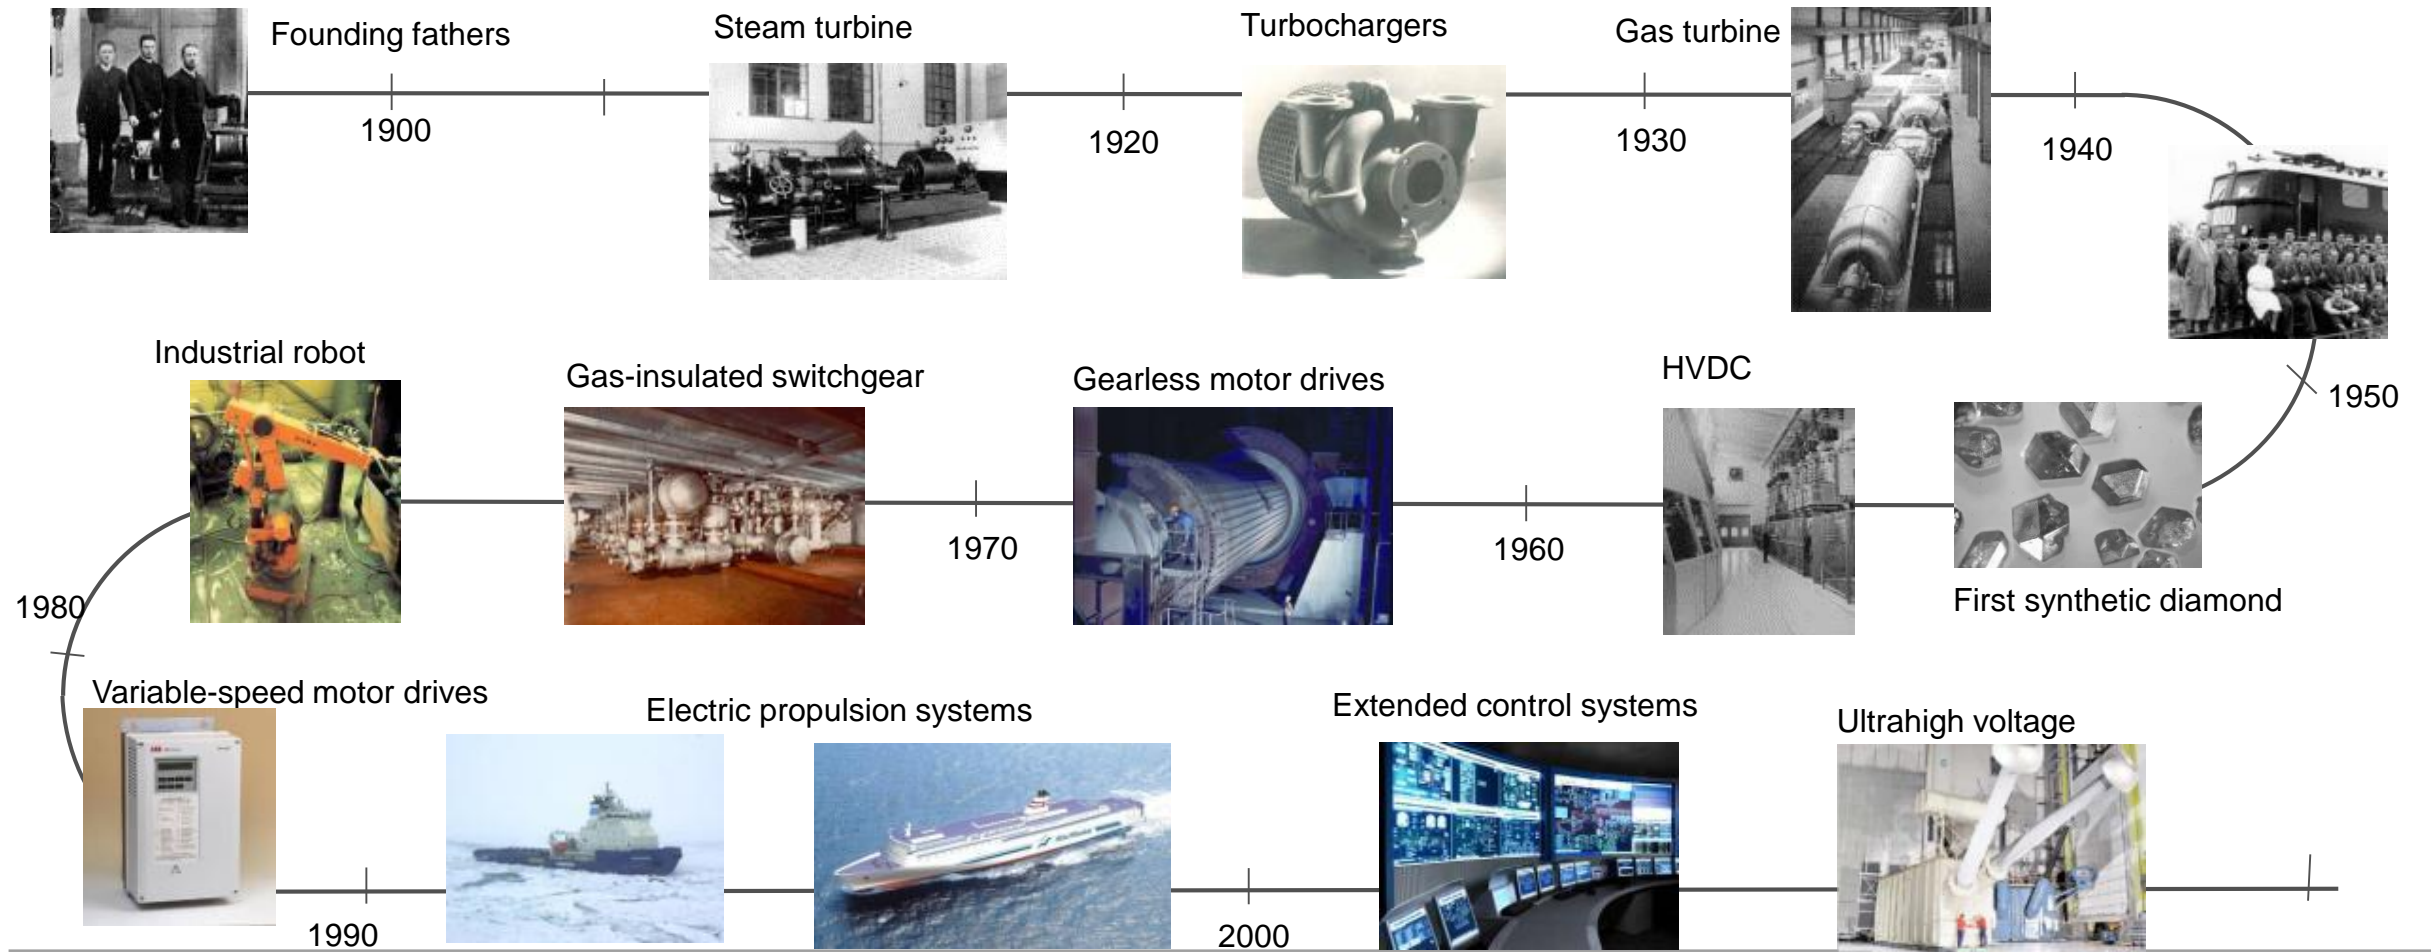 Founding fathers
Steam turbine
Turbochargers
Gas turbine
1900
1920
1930
1940
1950
HVDC
First synthetic diamond
1960
Gearless motor drives
1970
Gas-insulated switchgear
Industrial robot
1980
Variable-speed motor drives
ABB
1990
Electric propulsion systems
2000
Extended control systems
Ultrahigh voltage